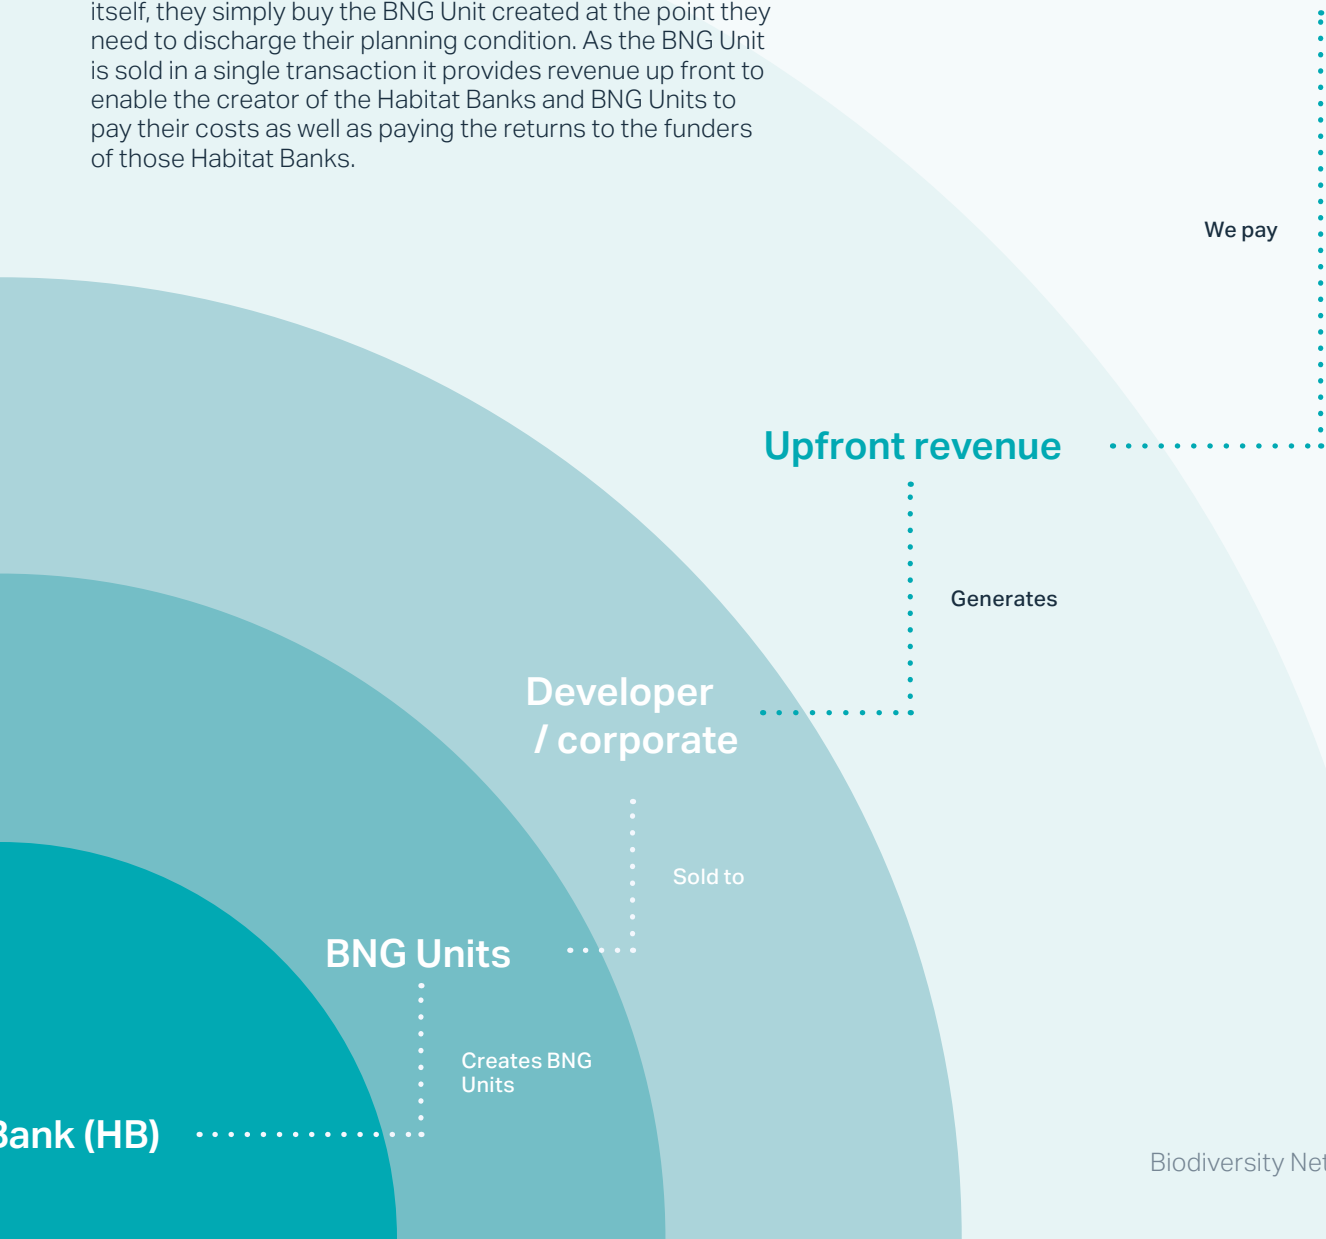 itself, they simply buy the BNG Unit created at the point they
need to discharge their planning condition. As the BNG Unit
is sold in a single transaction it provides revenue up front to
enable the creator of the Habitat Banks and BNG Units to
pay their costs as well as paying the returns to the funders
of those Habitat Banks.
We pay
Upfront revenue
Generates
Developer
/ corporate
Sold to
BNG Units
Creates BNG
Units
Bank (HB)
Biodiversity Net